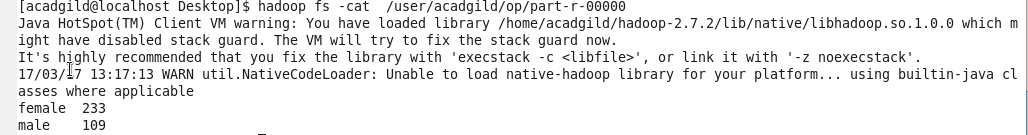 [acadgild@localhost Desktop]$ hadoop fs -cat  /user/acadgild/op/part-r-00000
Java HotSpot(TM) Client VM warning: You have loaded library /home/acadgild/hadoop-2.7.2/lib/native/libhadoop.so.1.0.0 which m
ight have disabled stack guard. The VM will try to fix the stack guard now.
It's highly recommended that you fix the library with 'execstack -c <libfile>', or link it with '-z noexecstack'.
17/03/17 13:17:13 WARN util.NativeCodeLoader: Unable to load native-hadoop library for your platform... using builtin-java cl
asses where applicable
female  233
male    109